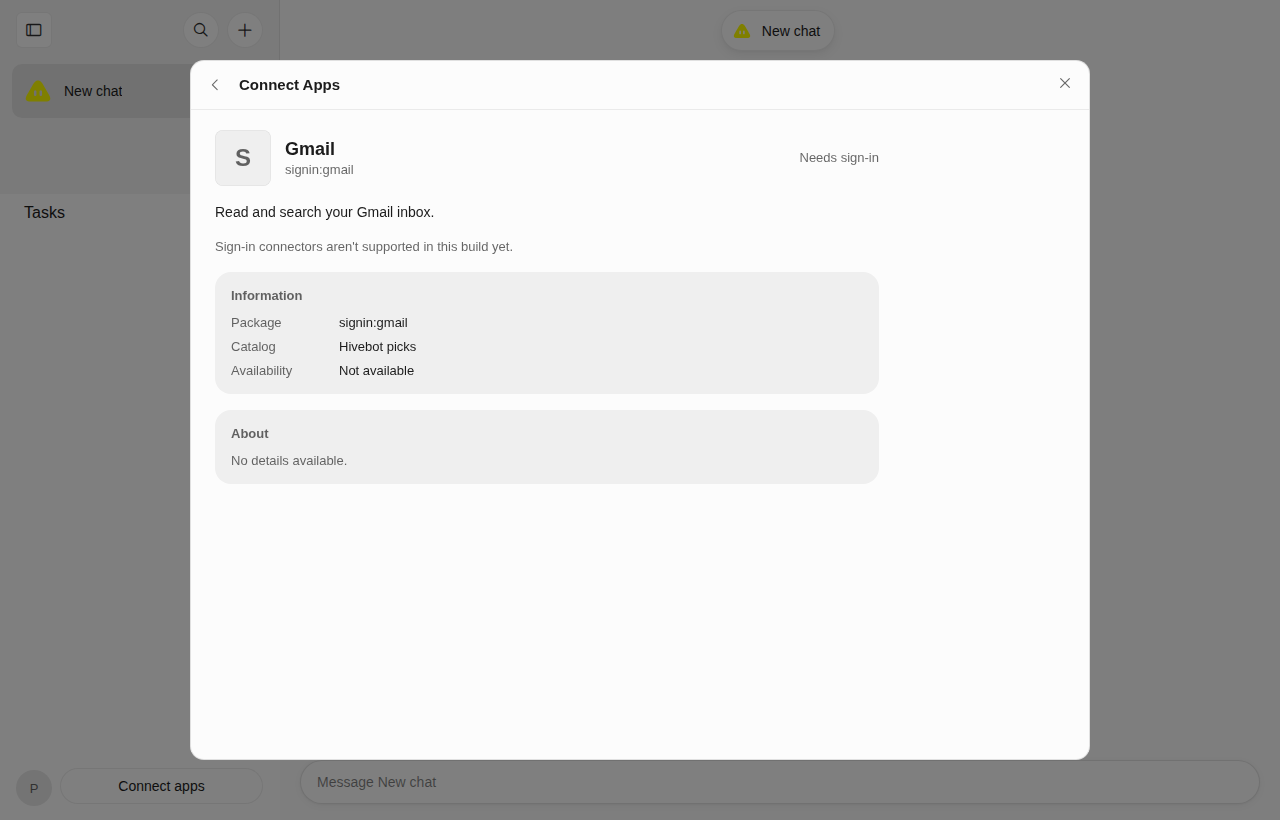 New chat
New chat
Connect Apps
S
Gmail
signin:gmail
Needs sign-in
Read and search your Gmail inbox.
Sign-in connectors aren't supported in this build yet.
Information
Package signin:gmail
Catalog Hivebot picks
Availability Not available
About
No details available.
Tasks
P
Connect apps
Message New chat